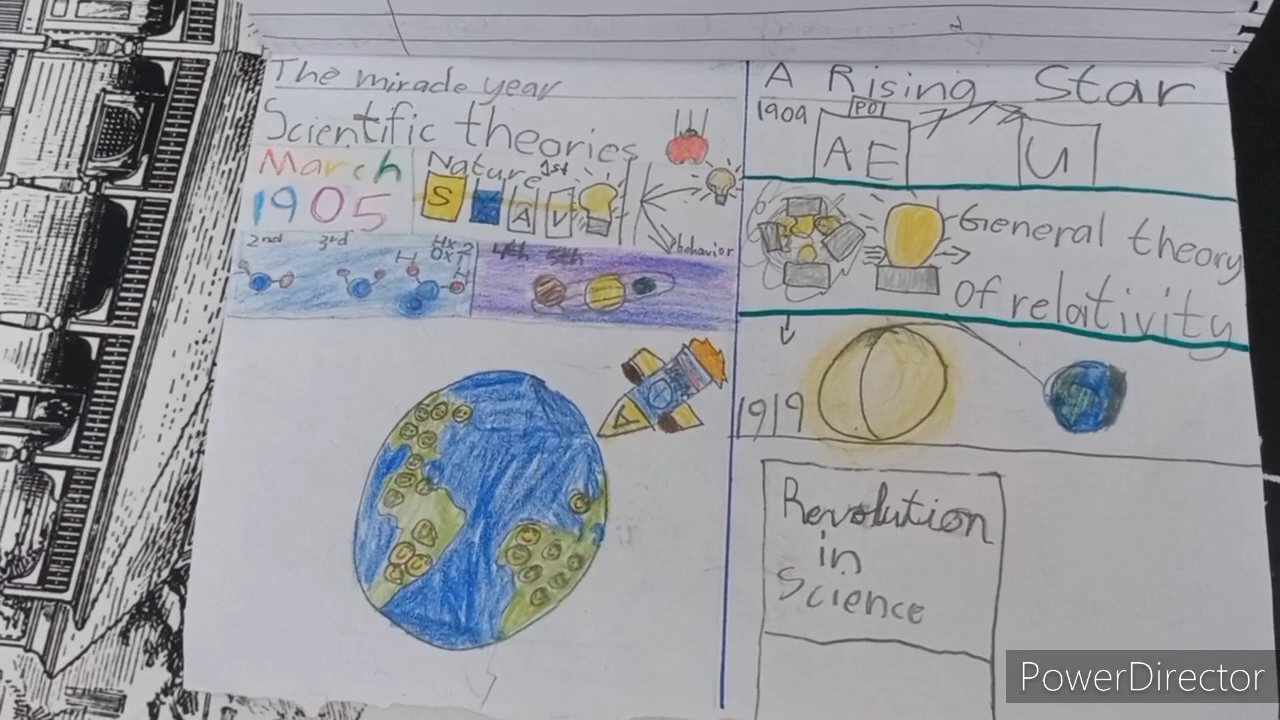 The miracle year
Scientific theories
March
1905
Nature
1st
S
A
V
behavior
2nd
3rd
H
H
4th
5th
A
A Rising Star
1909
AE
U
General theory
of relativity
1919
Revolution
in
Science
PowerDirector